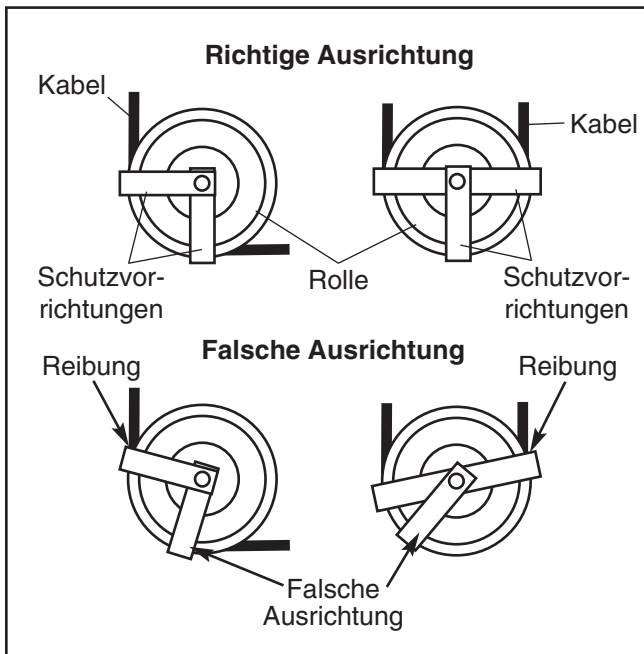 Richtige Ausrichtung
Kabel
Kabel
Schutzvor-
richtungen
Rolle
Schutzvor-
richtungen
Falsche Ausrichtung
Reibung
Reibung
Falsche
Ausrichtung